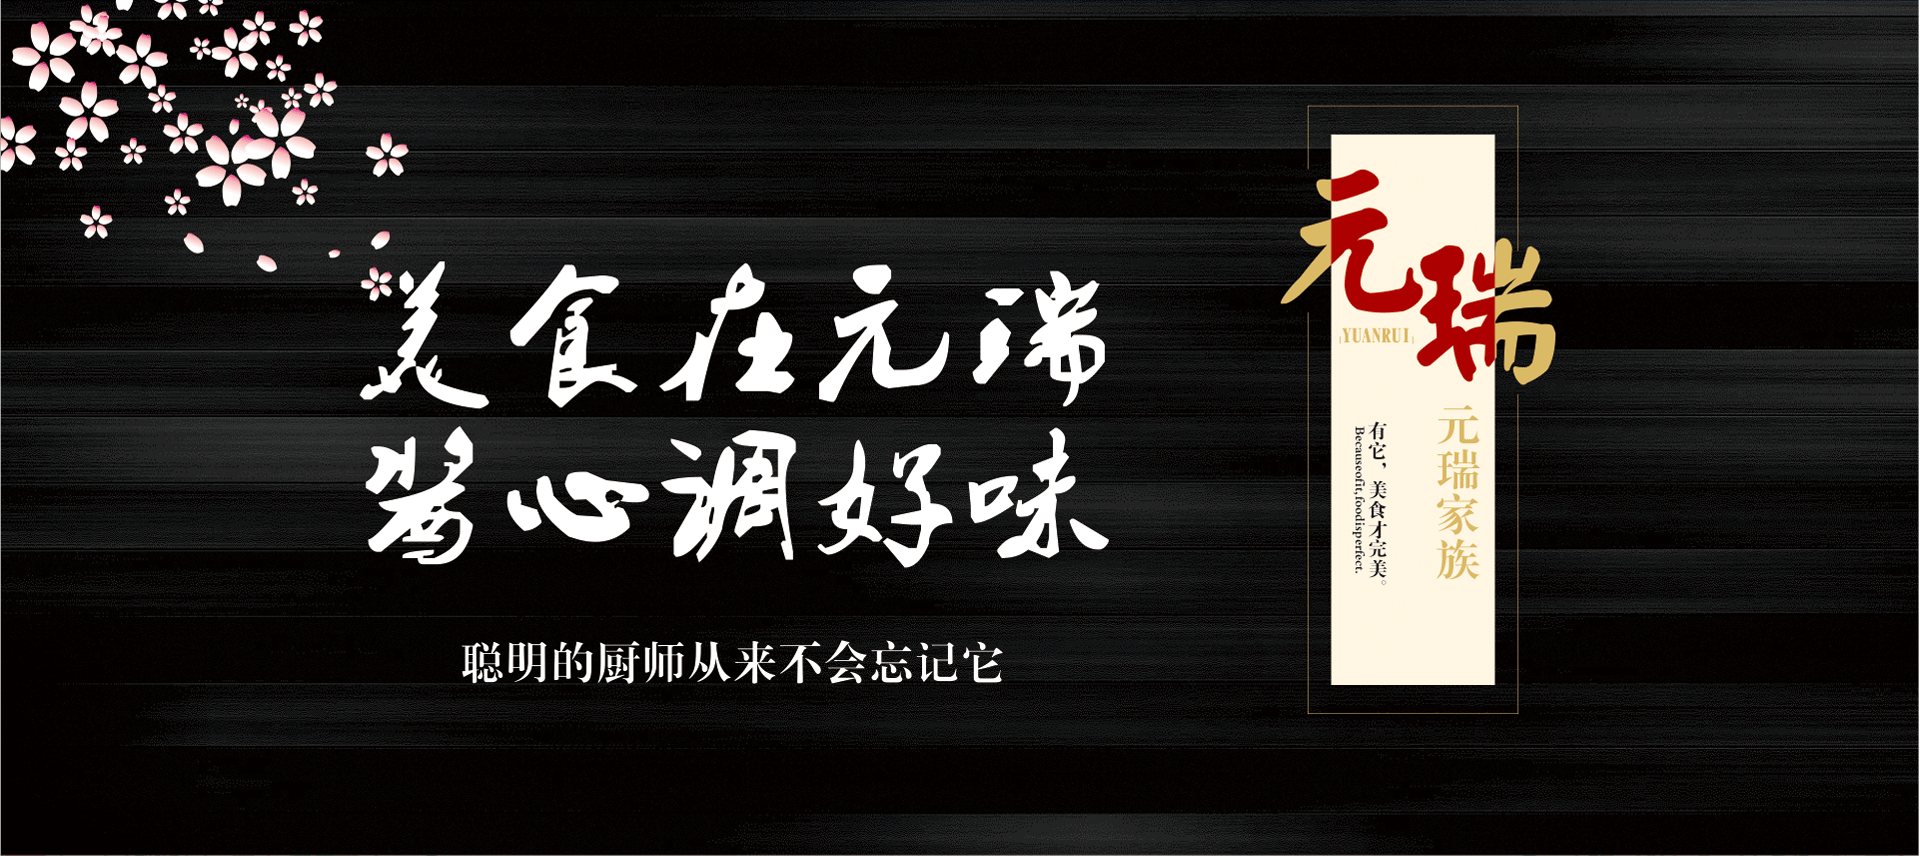 美食在元瑞
酱心调好味
聪明的厨师从来不会忘记它
元瑞
YUANRUI
元瑞家族
有它，美食才完美。
Becauseofit,foodisperfect.